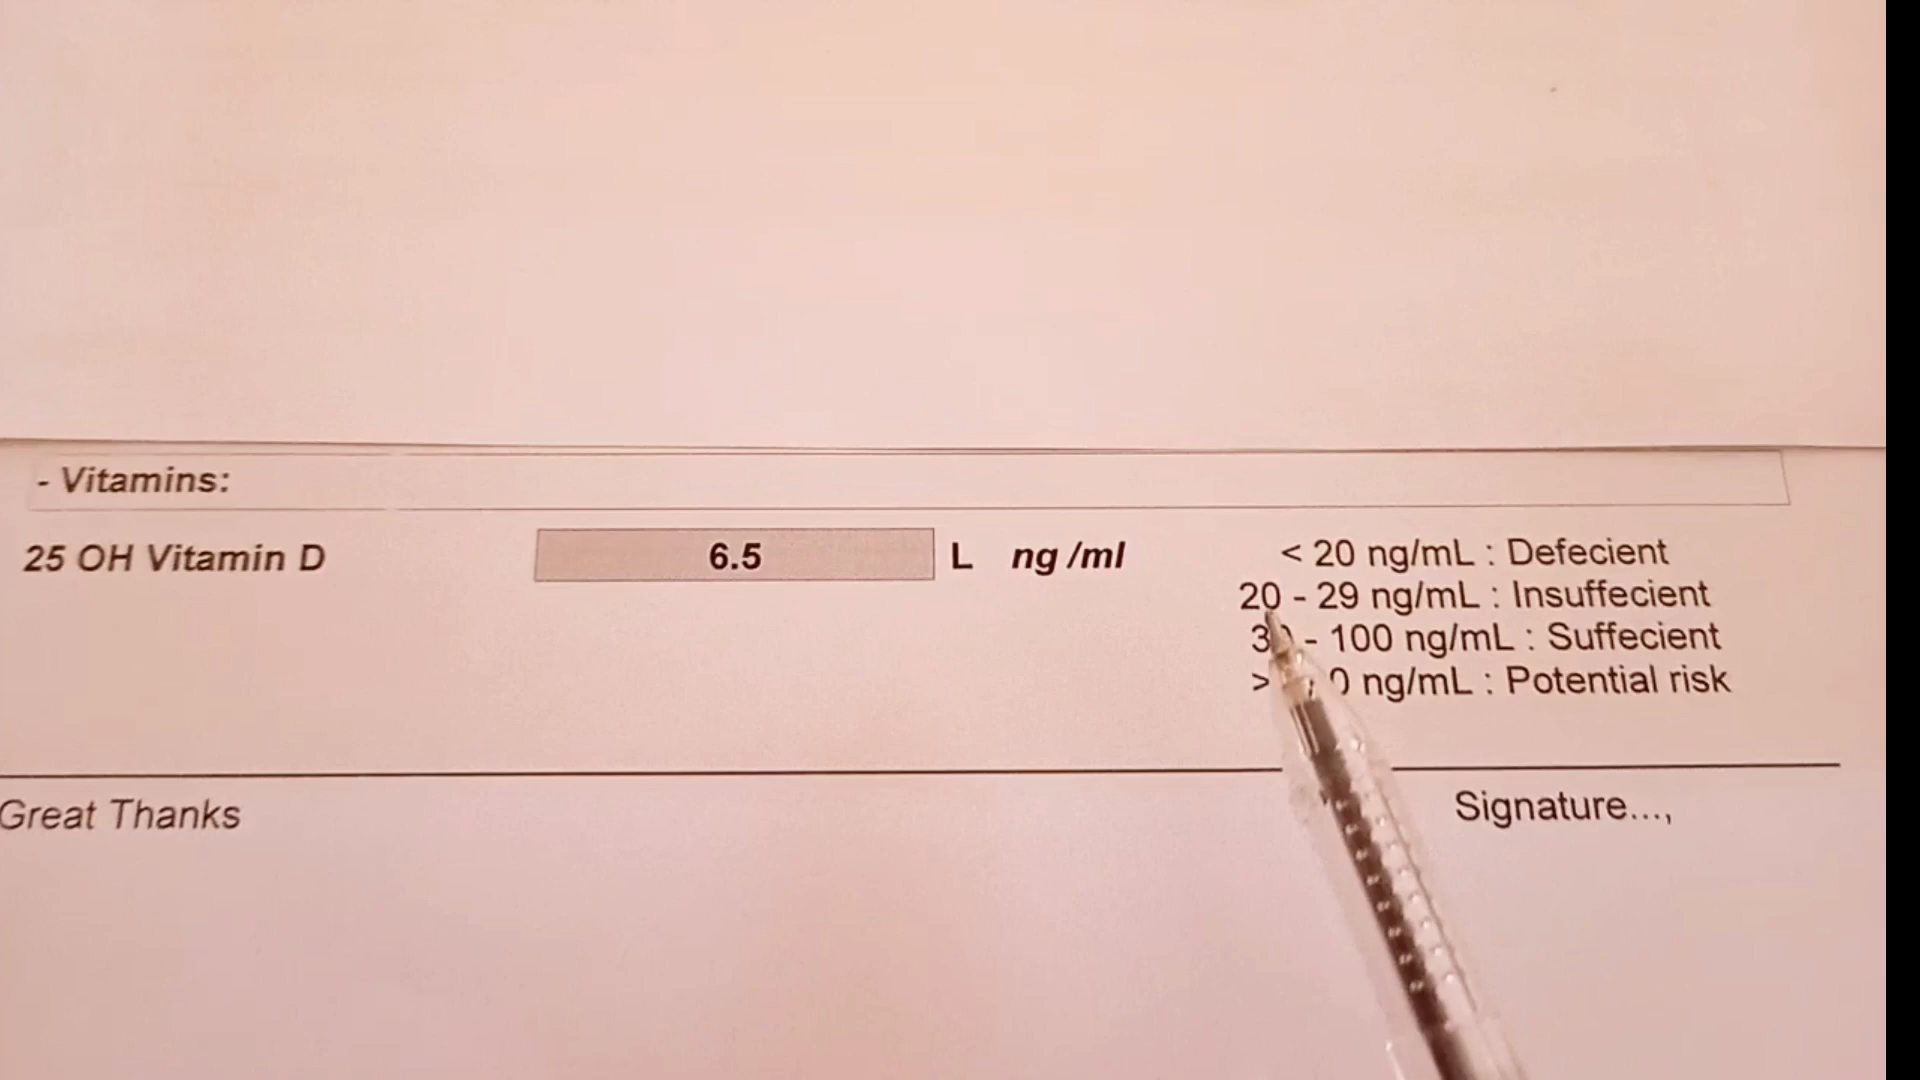 - Vitamins:
25 OH Vitamin D 6.5 L ng /ml < 20 ng/mL : Defecient
20 - 29 ng/mL : Insuffecient
- 100 ng/mL : Suffecient
> ng/mL : Potential risk
Great Thanks Signature...,